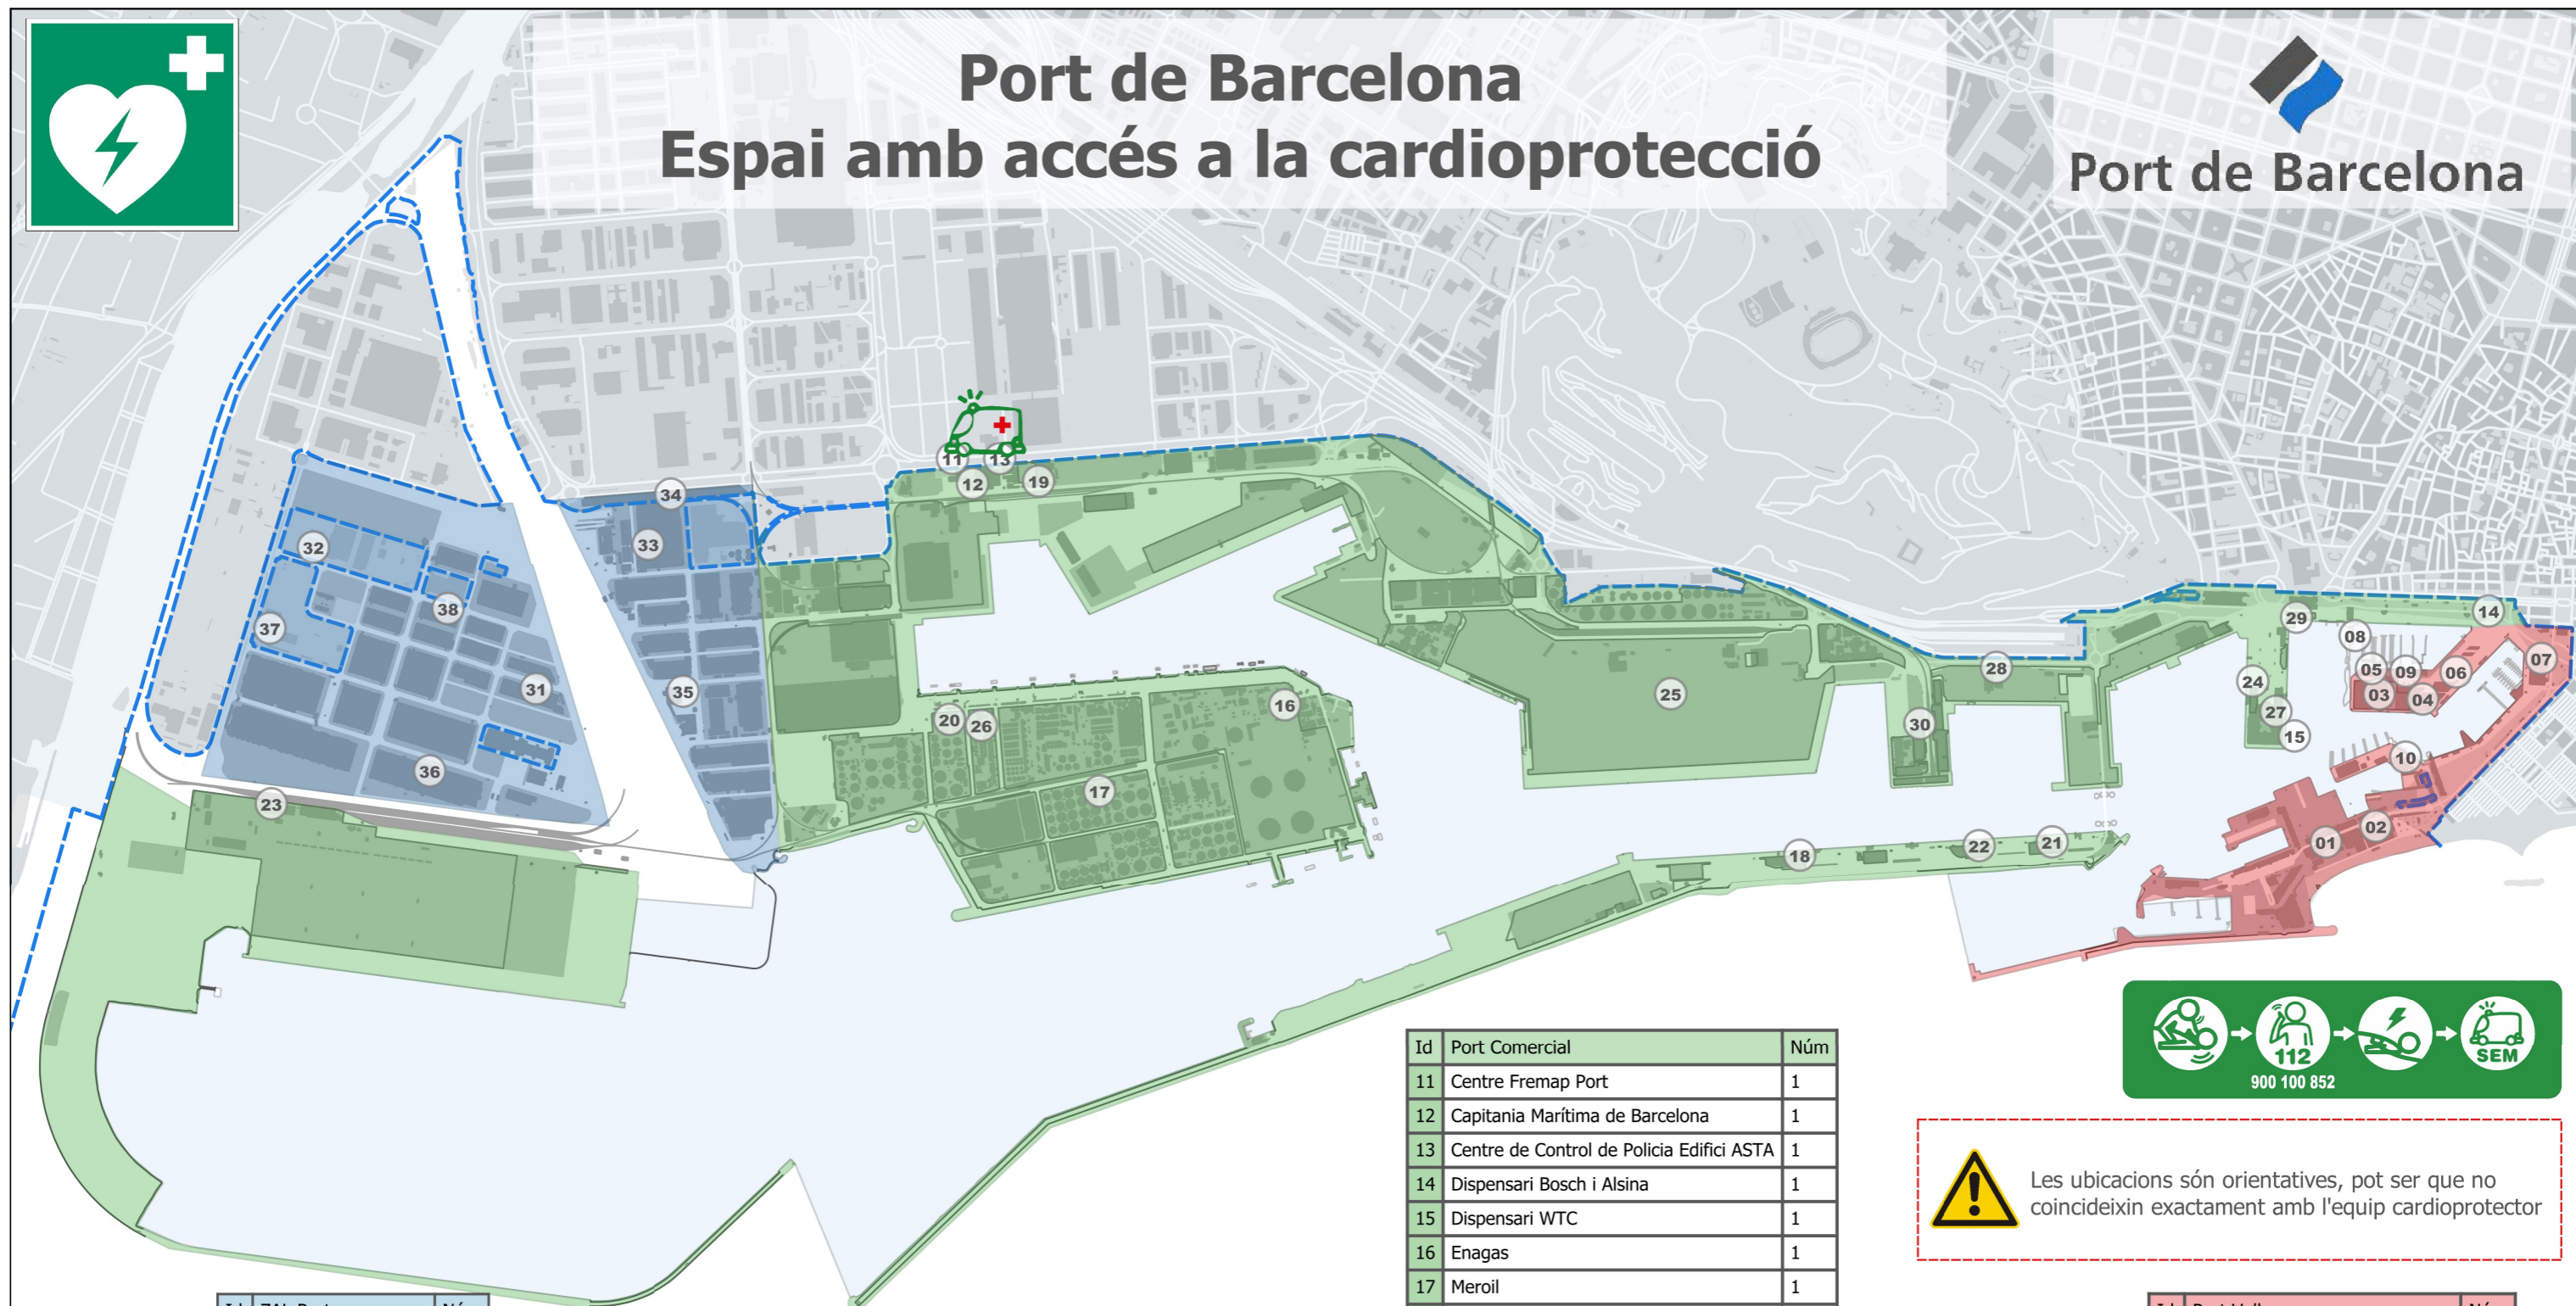 Port de Barcelona
Espai amb accés a la cardioprotecció
Port de Barcelona
11
13
12
19
34
33
32
38
37
31
35
36
23
20
26
16
17
25
28
30
18
22
21
29
14
08
07
05
09
06
24
03
04
27
15
10
02
01
112
SEM
900 100 852
Les ubicacions són orientatives, pot ser que no
coincideixin exactament amb l'equip cardioprotector
Id Port Comercial Núm
11 Centre Fremap Port 1
12 Capitania Marítima de Barcelona 1
13 Centre de Control de Policia Edifici ASTA 1
14 Dispensari Bosch i Alsina 1
15 Dispensari WTC 1
16 Enagas 1
17 Meroil 1